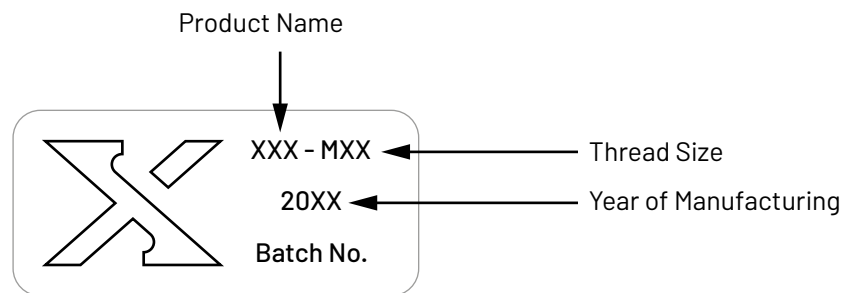 Product Name
XXX - MXX
Thread Size
20XX
Year of Manufacturing
Batch No.